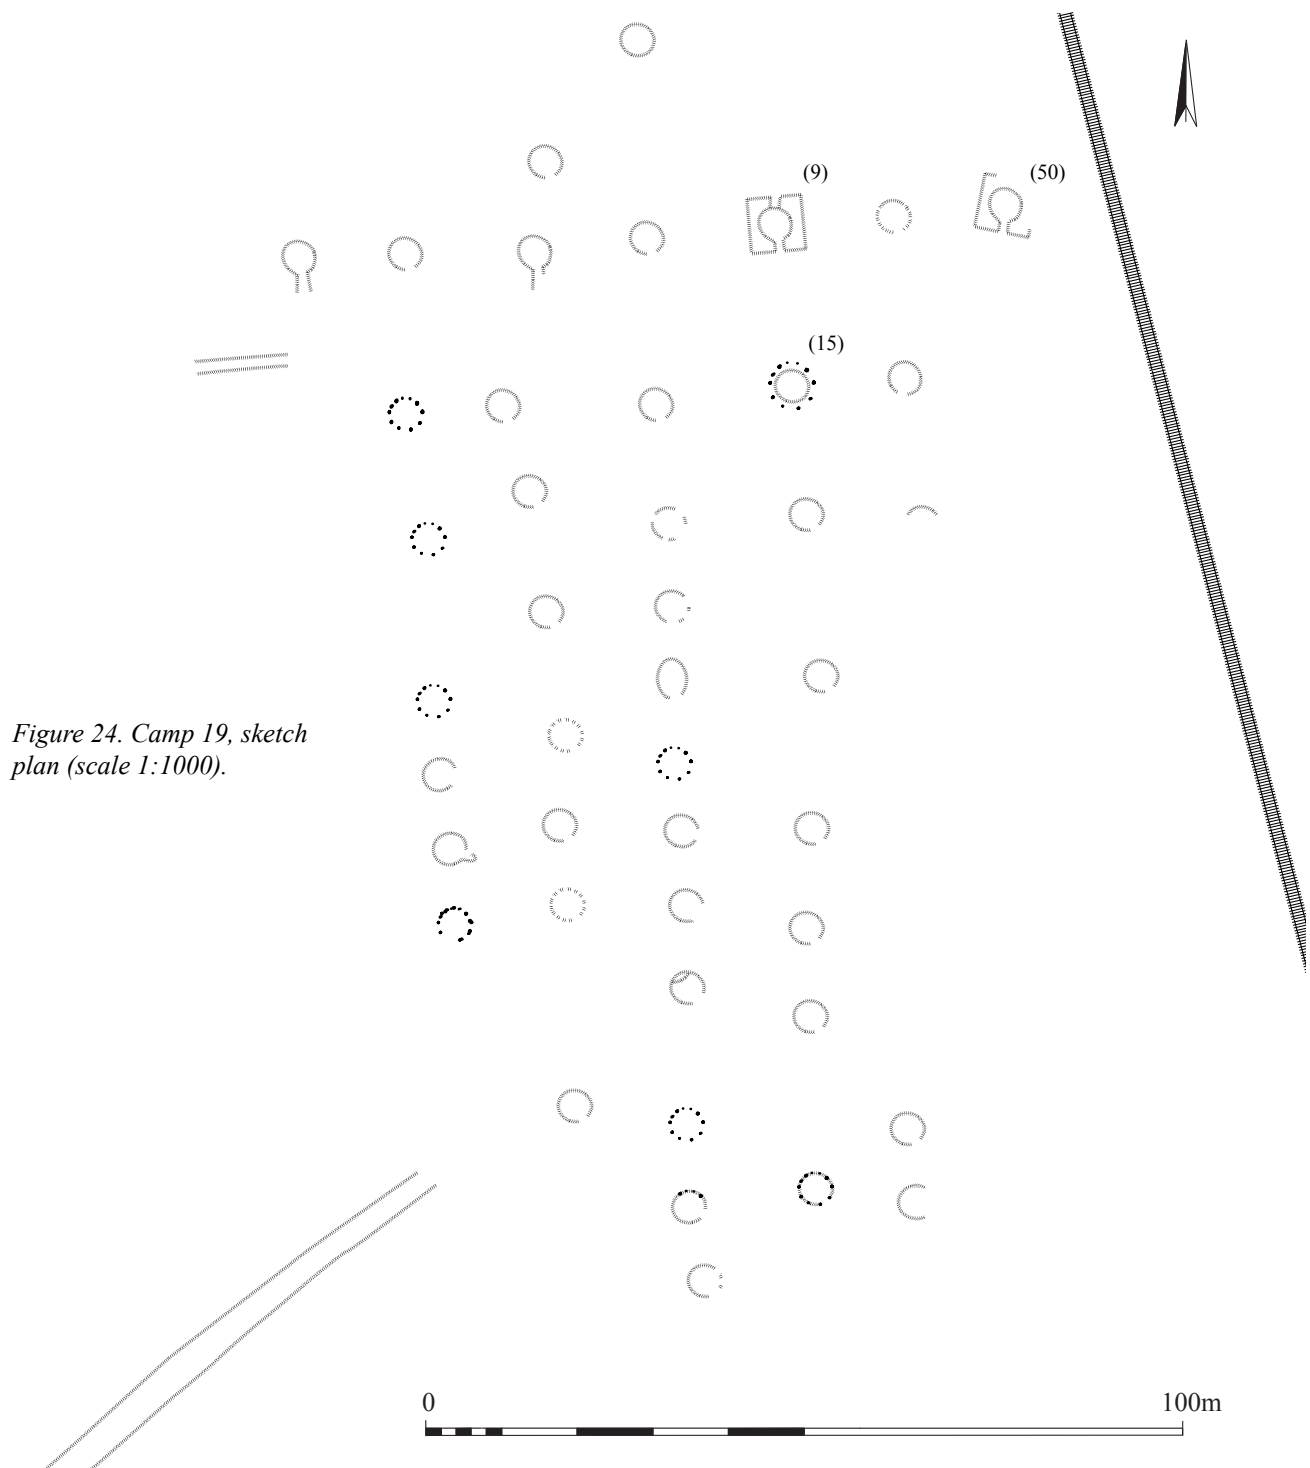 (9)
(50)
(15)
Figure 24. Camp 19, sketch
plan (scale 1:1000).
0
100m